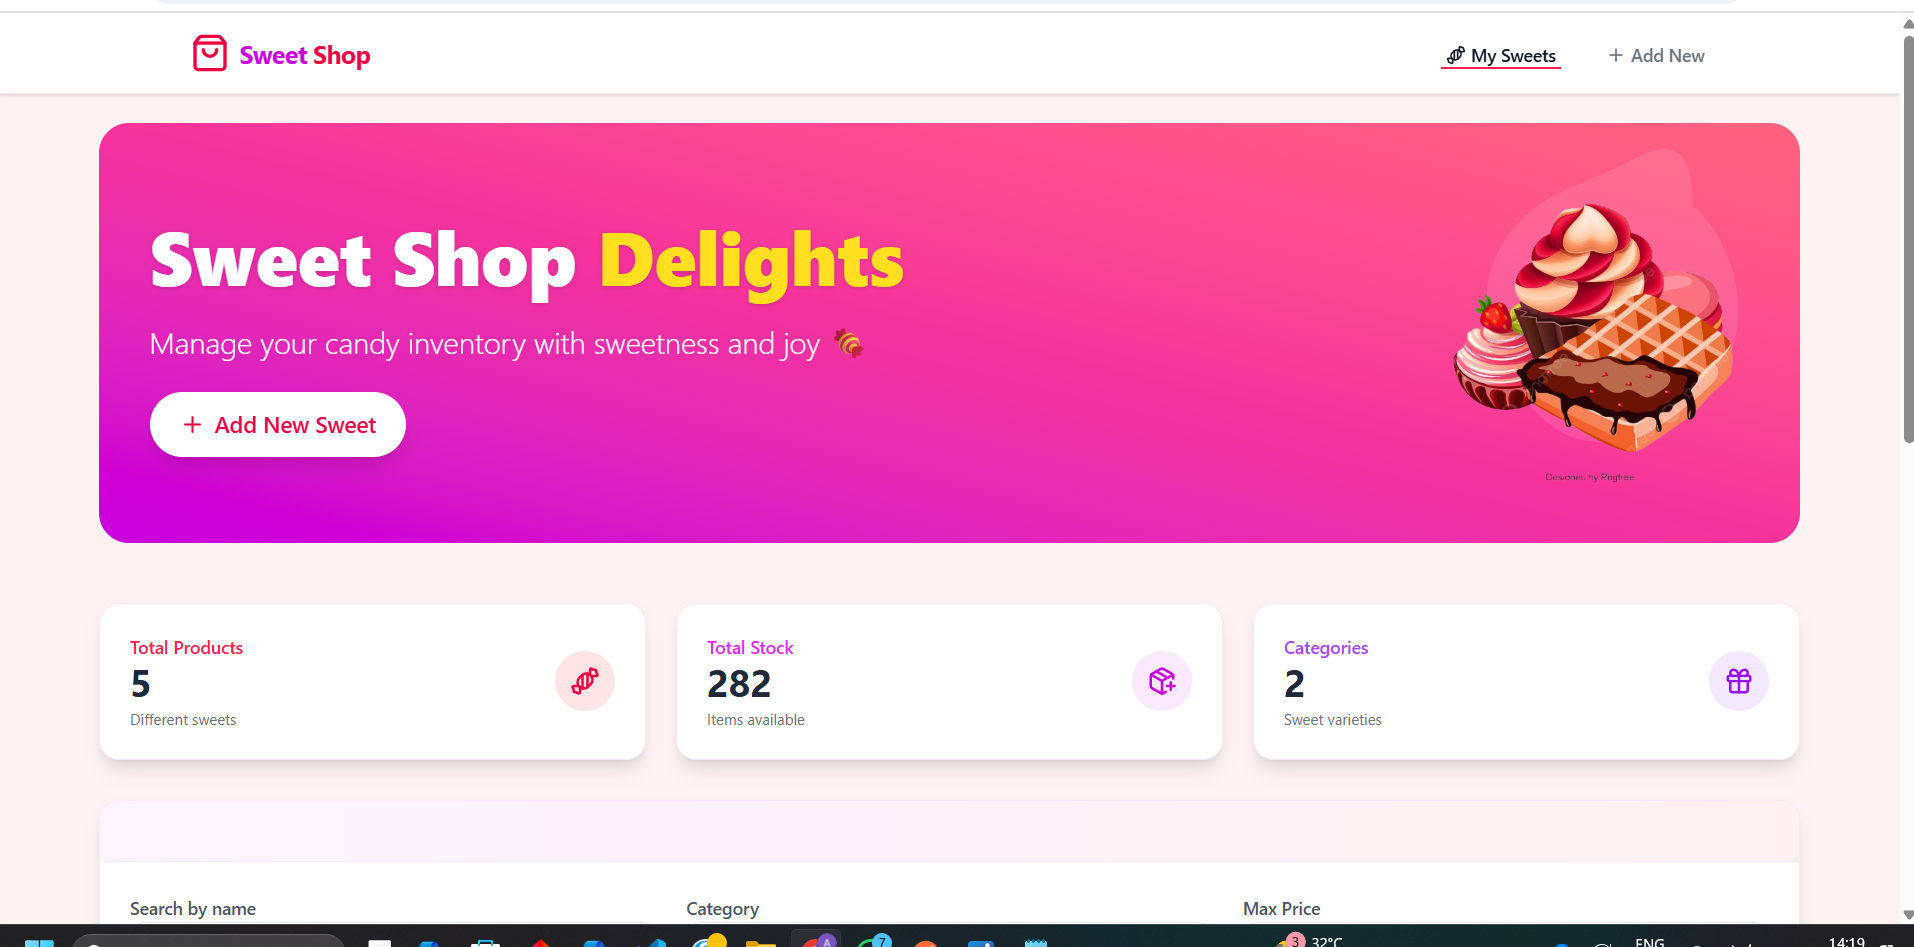 Sweet Shop
My Sweets
Add New
Sweet Shop Delights
Manage your candy inventory with sweetness and joy
Add New Sweet
Designed by Pngtree
Total Products
5
Different sweets
Total Stock
282
Items available
Categories
2
Sweet varieties
Search by name
Category
Max Price
A
7
3
32°C
ENG
14:19